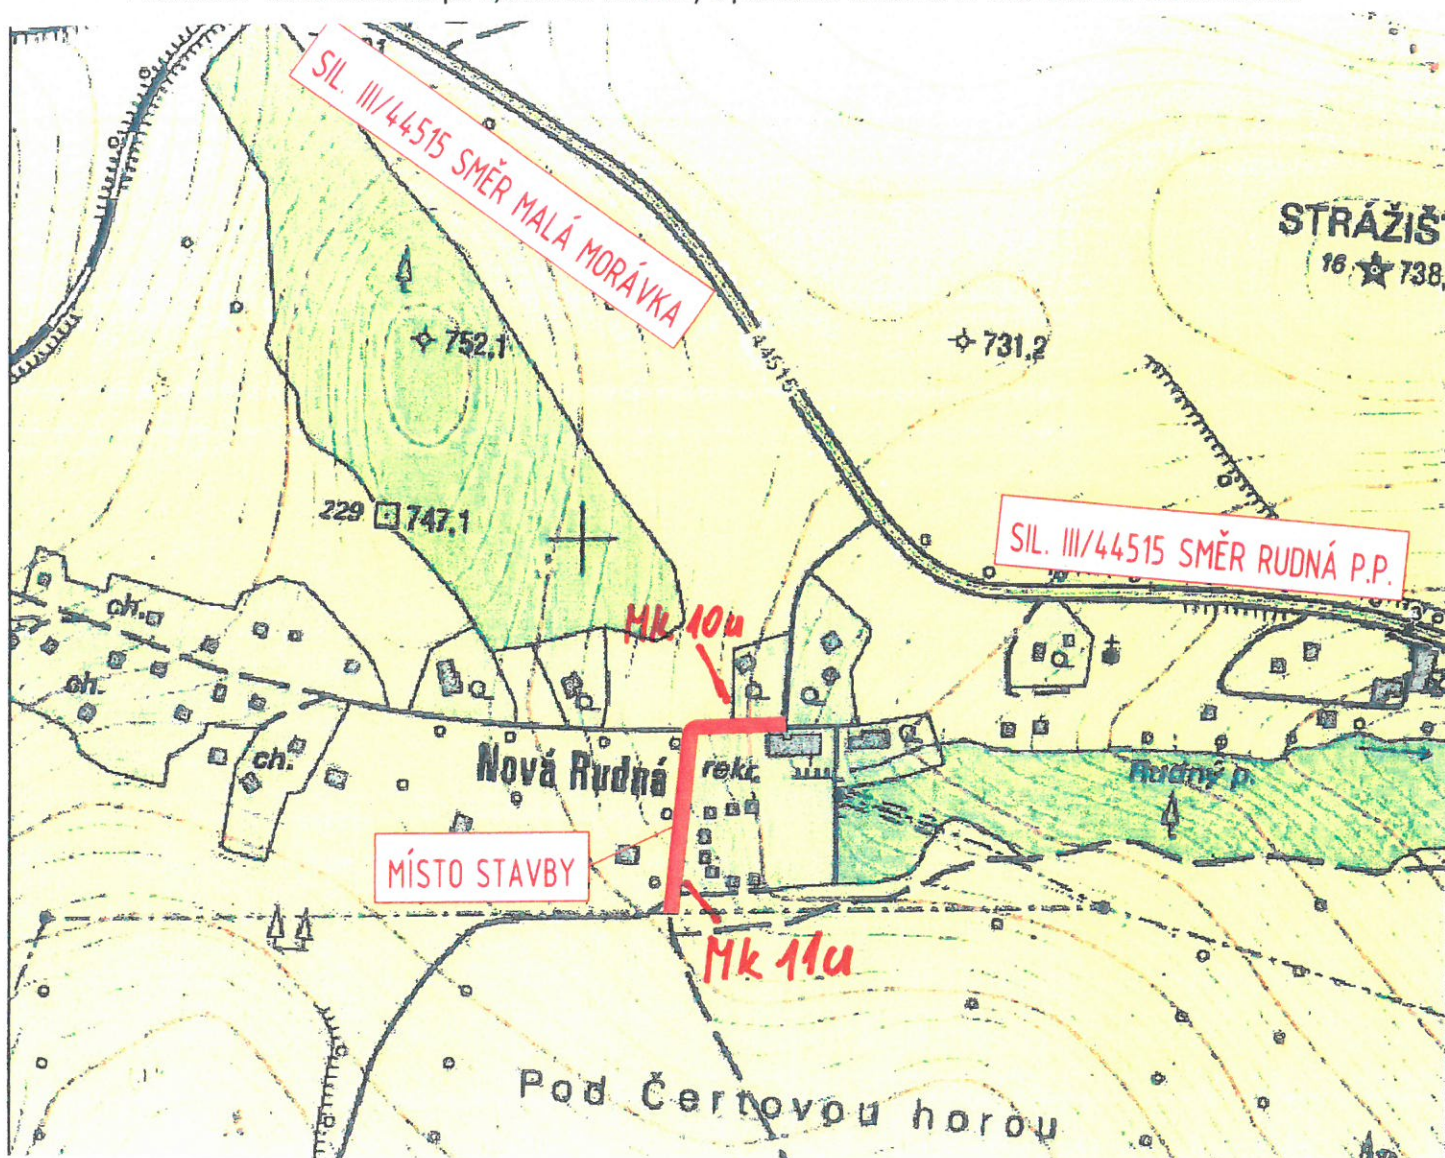 SIL. III/44515 SMĚR MALÁ MORÁVKA
STRÁŽIŠT
16 738,
752,1
731,2
44515
229 747,1
SIL. III/44515 SMĚR RUDNÁ P.P.
ch.
Mk 10u
ch.
Nová Rudná
rekr.
ch.
Rudný p.
MÍSTO STAVBY
Mk 11u
Pod Čertovou horou